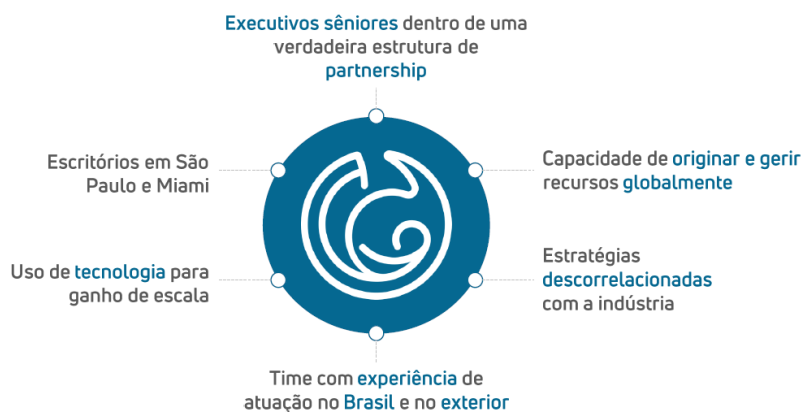 Executivos sêniores dentro de uma
verdadeira estrutura de
partnership
Escritórios em São
Paulo e Miami
Capacidade de originar e gerir
recursos globalmente
Uso de tecnologia para
ganho de escala
Estratégias
descorrelacionadas
com a indústria
Time com experiência de
atuação no Brasil e no exterior